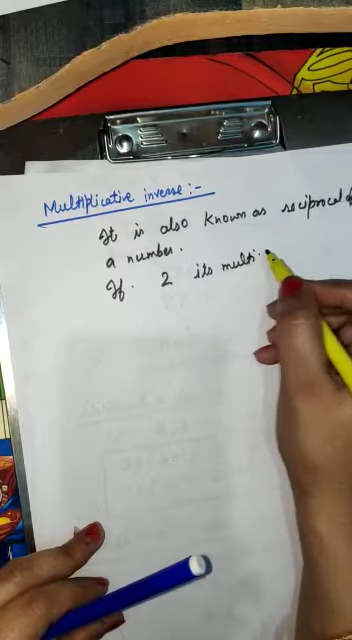 Multiplicative inverse :-
It is also known as reciprocal of
a number.
If 2 its multi